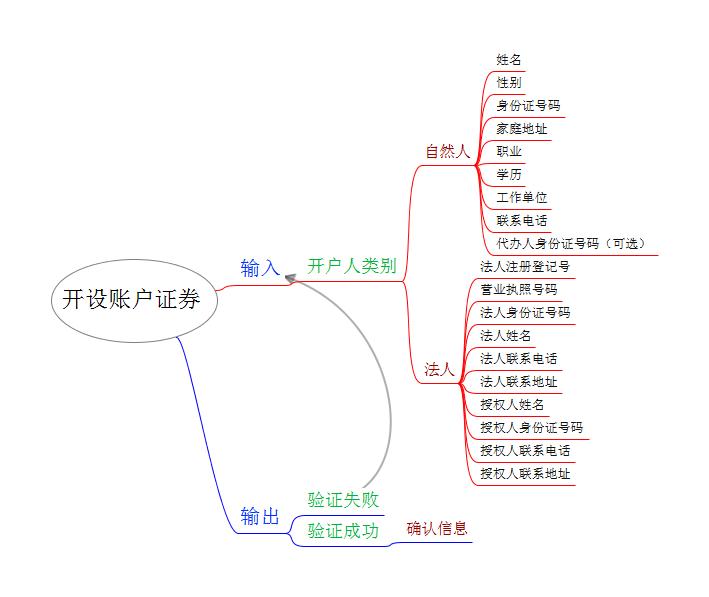 开设账户证券
输入
开户人类别
自然人
姓名
性别
身份证号码
家庭地址
职业
学历
工作单位
联系电话
代办人身份证号码（可选）
法人
法人注册登记号
营业执照号码
法人身份证号码
法人姓名
法人联系电话
法人联系地址
授权人姓名
授权人身份证号码
授权人联系电话
授权人联系地址
输出
验证失败
验证成功
确认信息